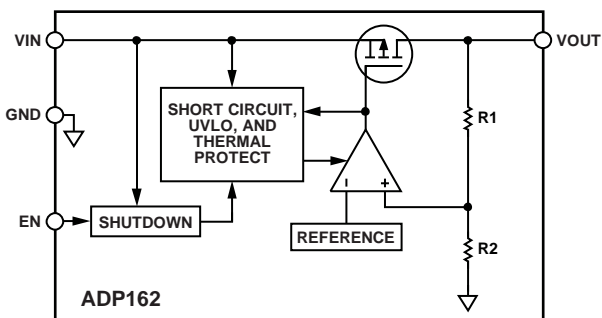 VIN
VOUT
GND
SHORT CIRCUIT,
UVLO, AND
THERMAL
PROTECT
R1
EN
SHUTDOWN
REFERENCE
– +
R2
ADP162